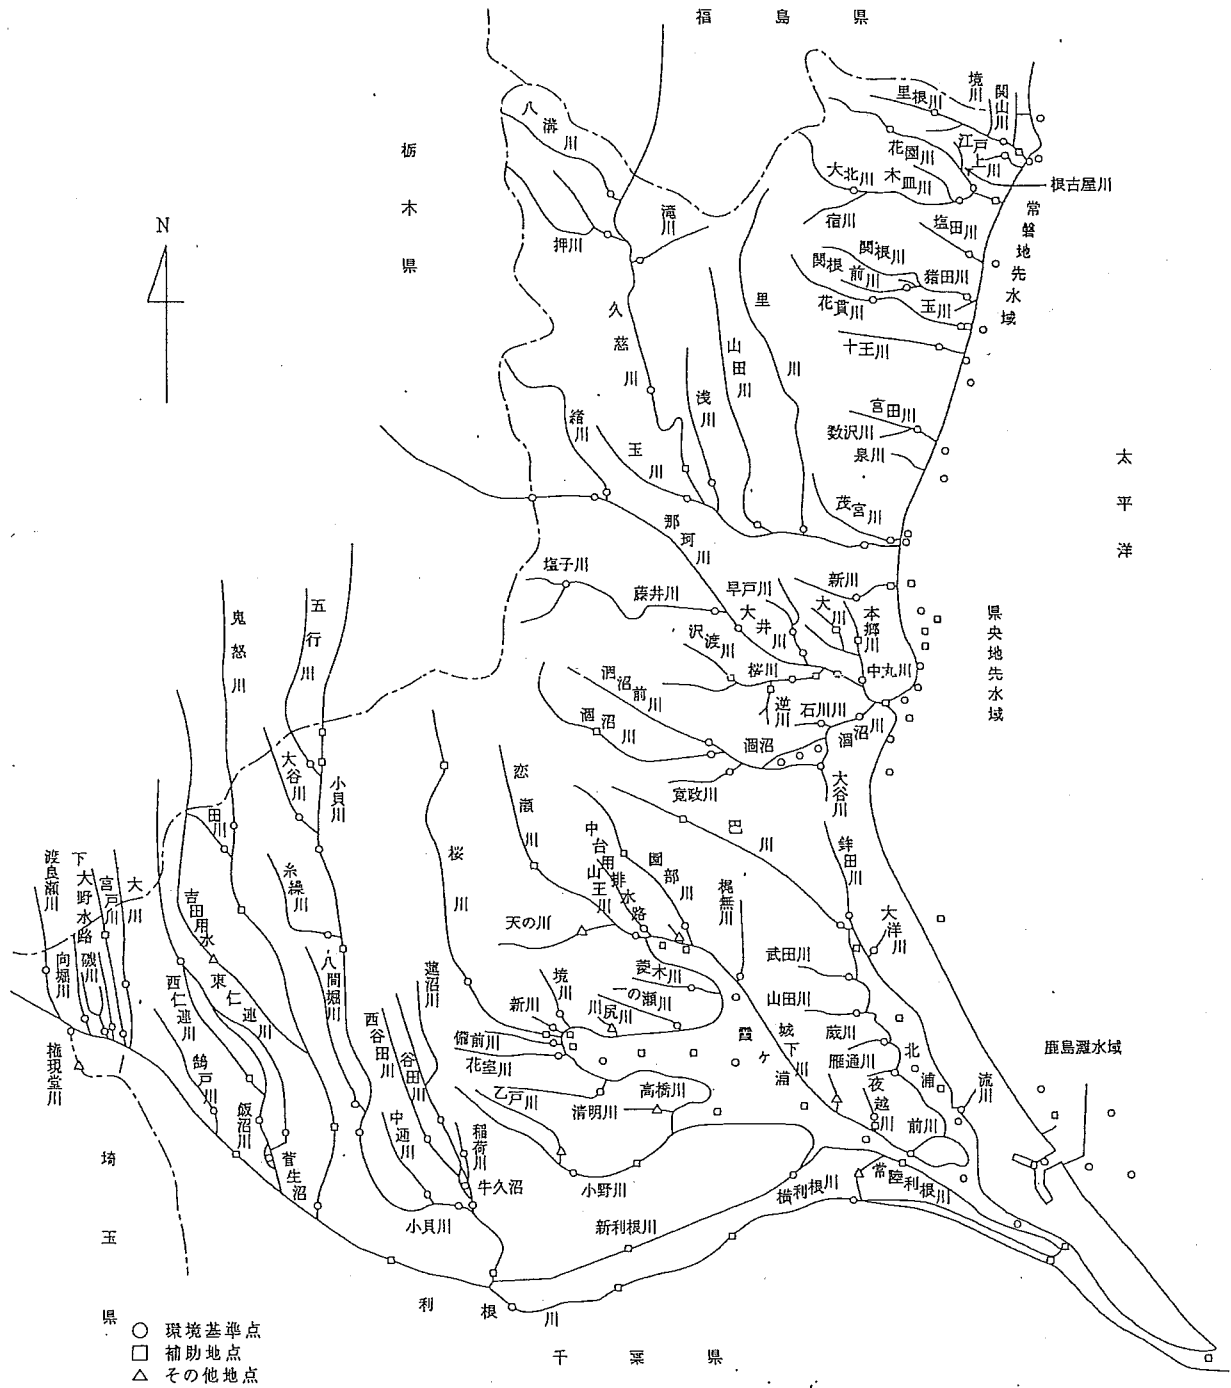 福島県
栃木県
N
八溝川
押川
滝川
久慈川
里根川
境川
関山川
江戸上川
花園川
大北川
木皿川
根古屋川
宿川
塩田川
常磐地先水域
関根川
関根前川
猪田川
花貫川
玉川
十王川
里川
山田川
浅川
緒川
玉川
宮田川
数沢川
泉川
茂宮川
太平洋
那珂川
塩子川
藤井川
早戸川
大井川
新川
大川
本郷川
沢渡川
桜川
中丸川
逆川
石川川
涸沼川
涸沼前川
涸沼川
涸沼
大谷川
寛政川
県央地先水域
鬼怒川
五行川
大谷川
小貝川
田川
糸繰川
桜川
恋瀬川
中台用排水路
山王川
園部川
巴川
鉾田川
梶無川
大洋川
天の川
菱木川
武田川
一の瀬川
山田川
境川
新川
川尻川
備前川
花室川
霞ヶ浦
城下川
蔵川
雁通川
北浦
夜越川
前川
流川
鹿島灘水域
渡良瀬川
下大野水路
宮戸川
大川
向堀川
磯川
吉田用水
西仁連川
東仁連川
八間堀川
蓮沼川
西谷田川
谷田川
乙戸川
清明川
高橋川
権現堂川
鵠戸川
飯沼川
菅生沼
中通川
稲荷川
牛久沼
小野川
小貝川
新利根川
横利根川
常陸利根川
利根川
埼玉県
千葉県
○ 環境基準点
□ 補助地点
△ その他地点